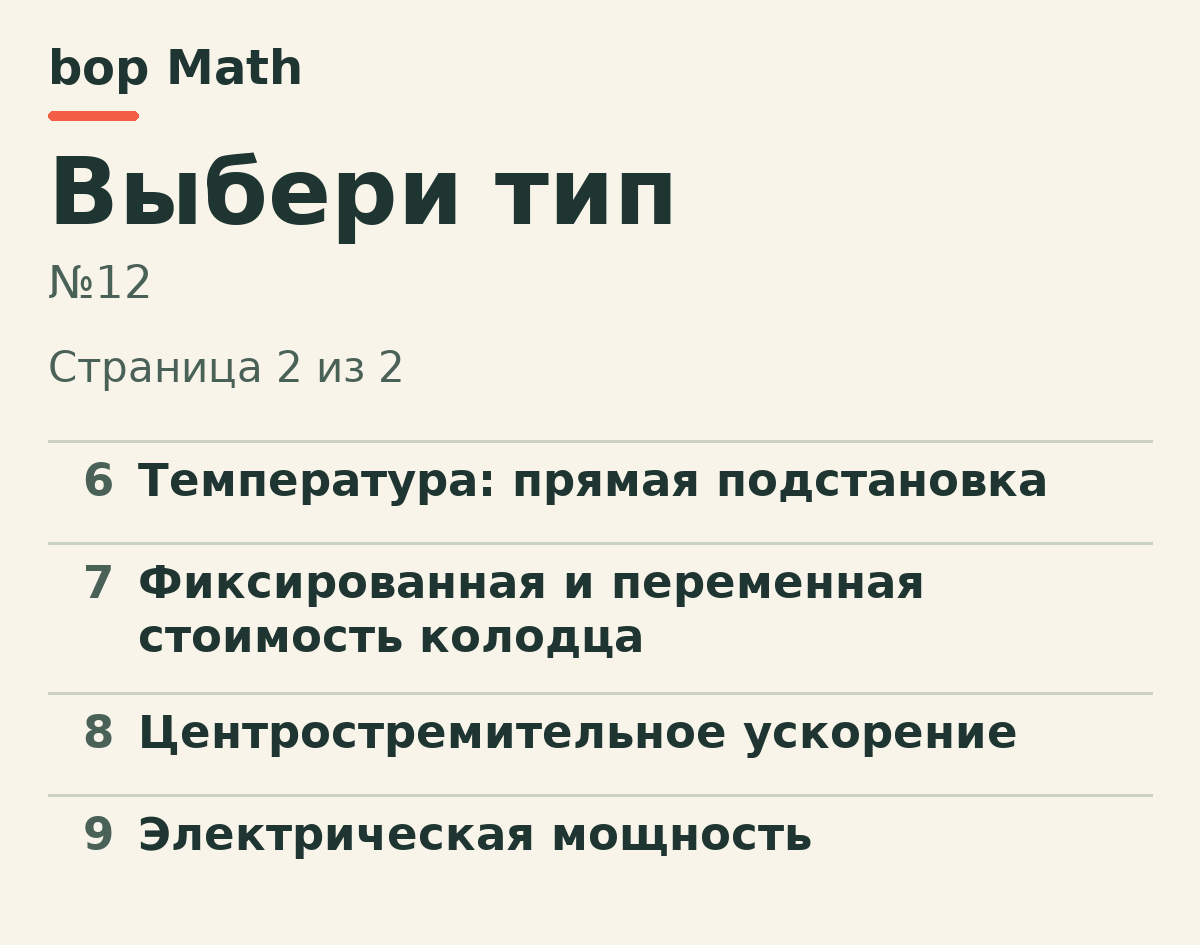 bop Math
Выбери тип
№12
Страница 2 из 2
6 Температура: прямая подстановка
7 Фиксированная и переменная
стоимость колодца
8 Центростремительное ускорение
9 Электрическая мощность